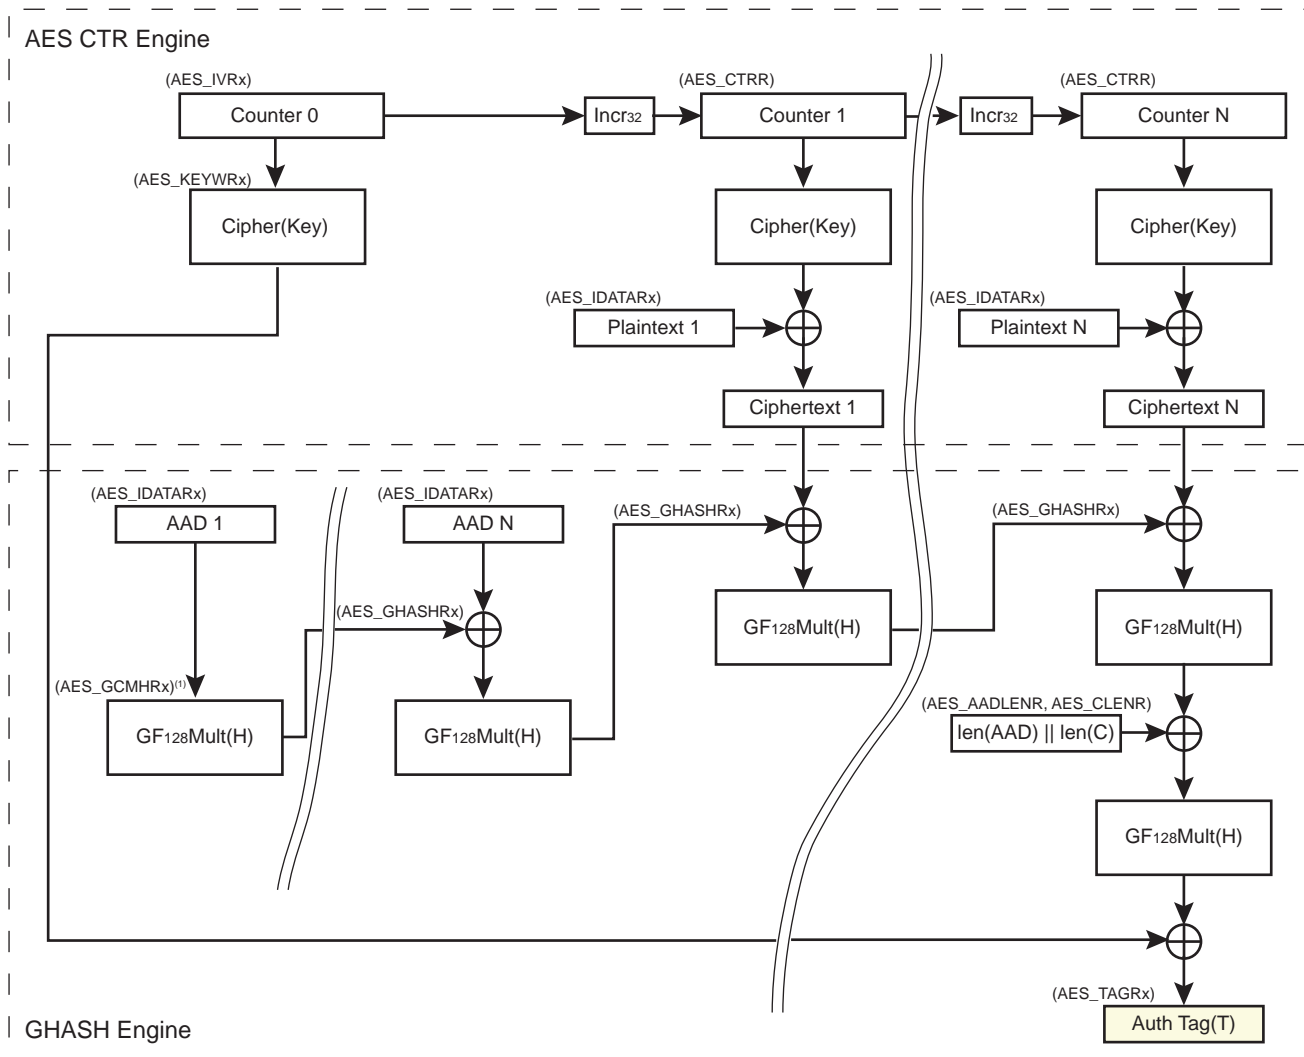 AES CTR Engine
(AES_IVRx)
(AES_CTRR)
(AES_CTRR)
Counter 0
Incr32
Counter 1
Incr32
Counter N
(AES_KEYWRx)
Cipher(Key)
Cipher(Key)
Cipher(Key)
(AES_IDATARx)
(AES_IDATARx)
Plaintext 1
Plaintext N
Ciphertext 1
Ciphertext N
(AES_IDATARx)
(AES_IDATARx)
AAD 1
AAD N
(AES_GHASHRx)
(AES_GHASHRx)
(AES_GHASHRx)
GF128Mult(H)
GF128Mult(H)
(AES_GCMHRx)(1)
GF128Mult(H)
GF128Mult(H)
(AES_AADLENR, AES_CLENR)
len(AAD) || len(C)
GF128Mult(H)
(AES_TAGRx)
Auth Tag(T)
GHASH Engine